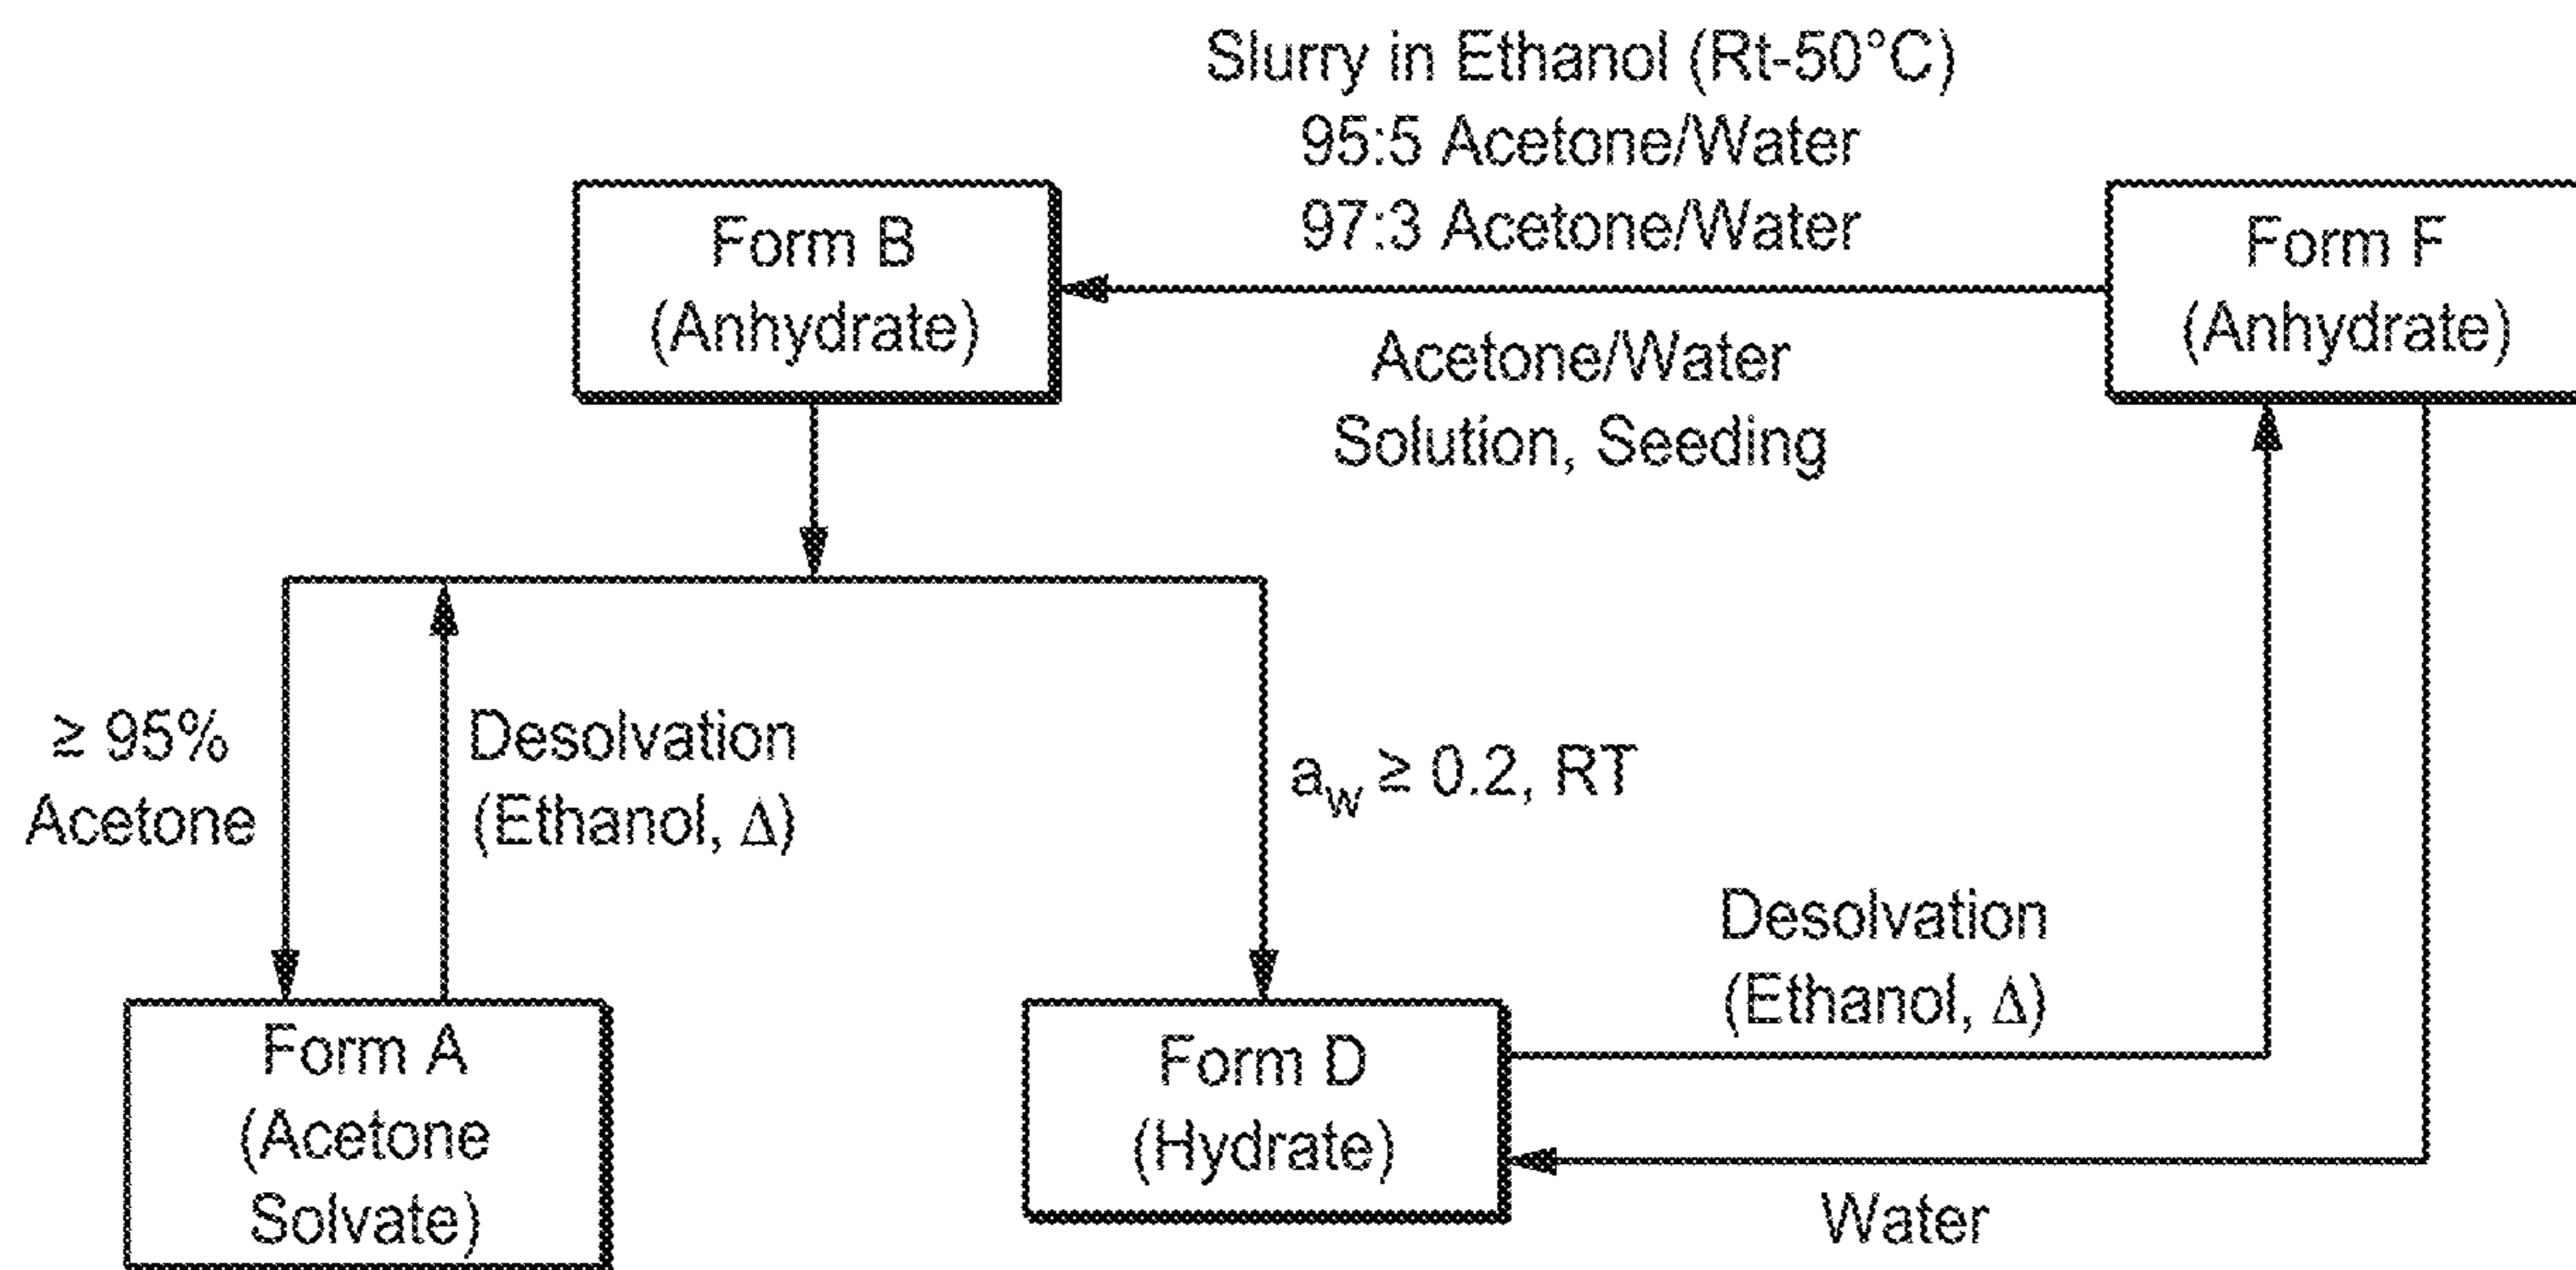 Slurry in Ethanol (Rt-50°C)
95:5 Acetone/Water
97:3 Acetone/Water
Form B
(Anhydrate)
Form F
(Anhydrate)
Acetone/Water
Solution, Seeding
≥ 95%
Acetone
Desolvation
(Ethanol, Δ)
a_w ≥ 0.2, RT
Desolvation
(Ethanol, Δ)
Form A
(Acetone
Solvate)
Form D
(Hydrate)
Water